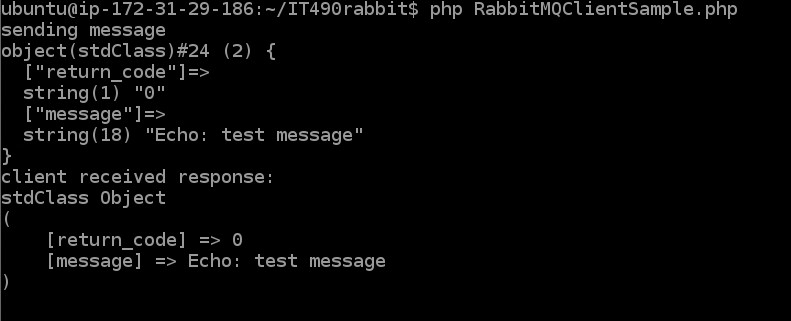 ubuntu@ip-172-31-29-186:~/IT490rabbit$ php RabbitMQClientSample.php
sending message
object(stdClass)#24 (2) {
  ["return_code"]=>
  string(1) "0"
  ["message"]=>
  string(18) "Echo: test message"
}
client received response:
stdClass Object
(
    [return_code] => 0
    [message] => Echo: test message
)